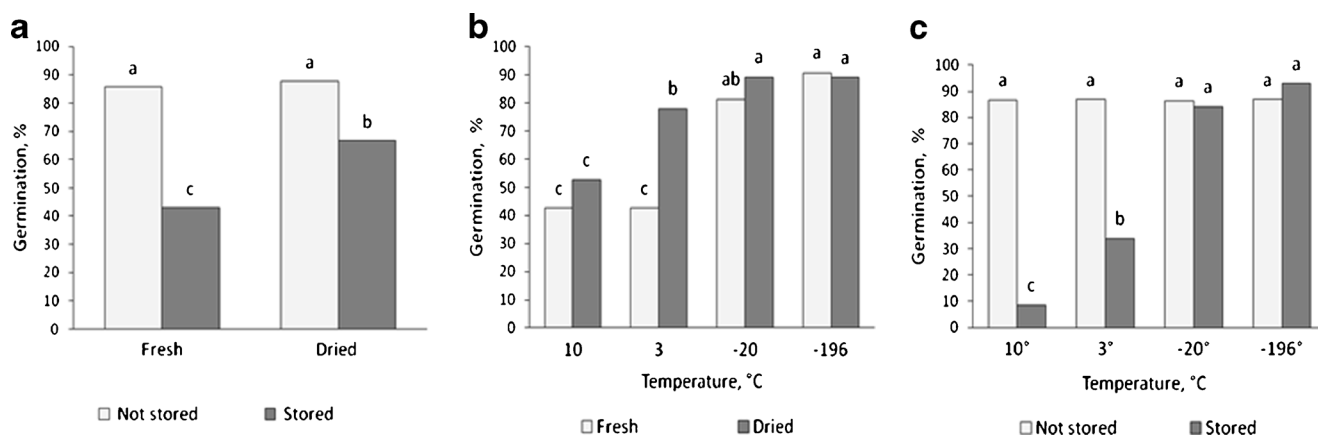 a
100
90
80
70
60
50
40
30
20
10
0
Germination, %
a
c
a
b
Fresh
Dried
Not stored
Stored
b
100
90
80
70
60
50
40
30
20
10
0
Germination, %
c
c
c
b
ab
a
a
a
10
3
-20
-196
Temperature, °C
Fresh
Dried
c
100
90
80
70
60
50
40
30
20
10
0
Germination, %
a
c
a
b
a
a
a
a
10°
3°
-20°
-196°
Temperature, °C
Not stored
Stored